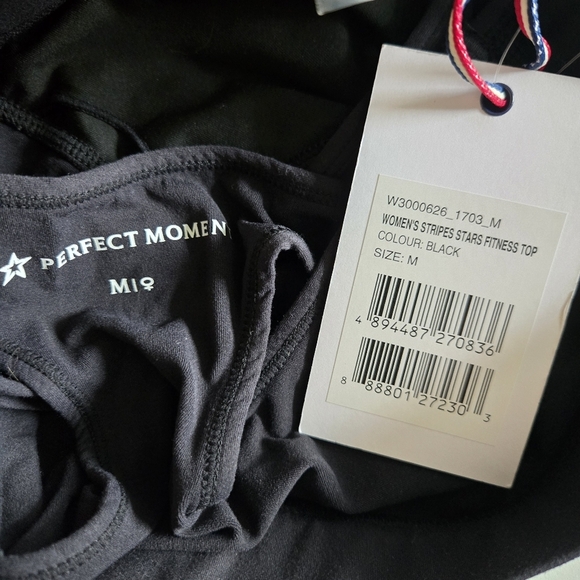 PERFECT MOMENT
M|♀
W3000626_1703_M
WOMEN'S STRIPES STARS FITNESS TOP
COLOUR: BLACK
SIZE: M
4 894487 270836
8 88801 27230 3